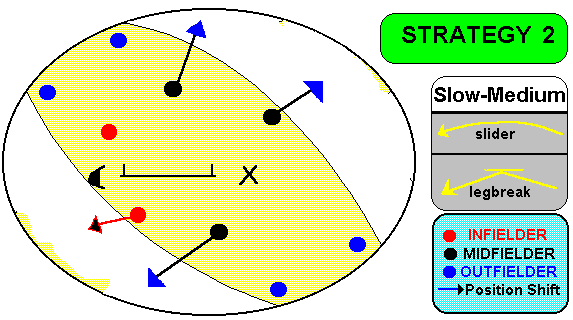 STRATEGY 2
Slow-Medium
slider
legbreak
INFIELDER
MIDFIELDER
OUTFIELDER
Position Shift
X